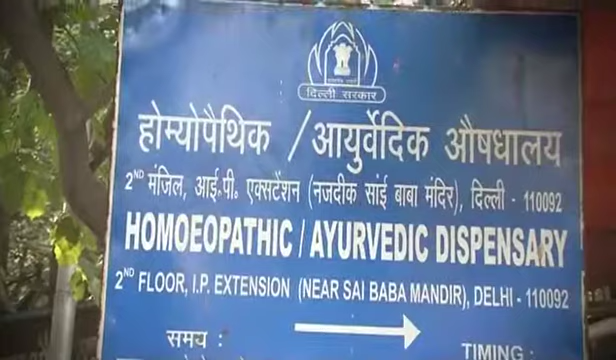 दिल्ली सरकार
होम्योपैथिक / आयुर्वेदिक औषधालय
2ND मंजिल, आई.पी. एक्सटैंशन (नजदीक सांई बाबा मंदिर), दिल्ली - 110092
HOMOEOPATHIC / AYURVEDIC DISPENSARY
2ND FLOOR, I.P. EXTENSION (NEAR SAI BABA MANDIR), DELHI - 110092
समय :
TIMING :